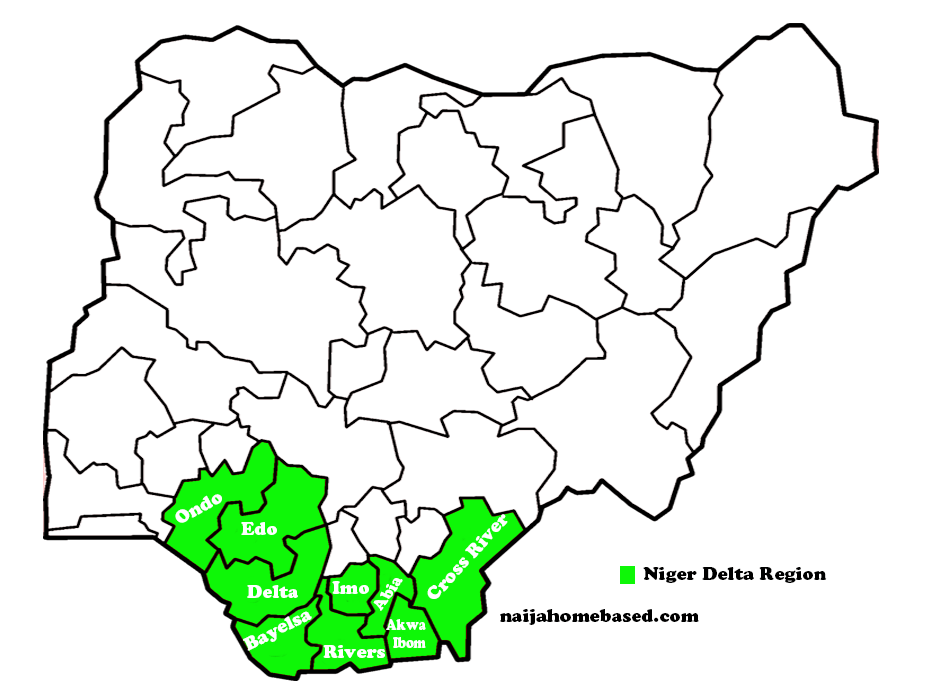 Ondo
Edo
Delta
Bayelsa
Rivers
Imo
Abia
Akwa
Ibom
Cross River
Niger Delta Region
naijahomebased.com